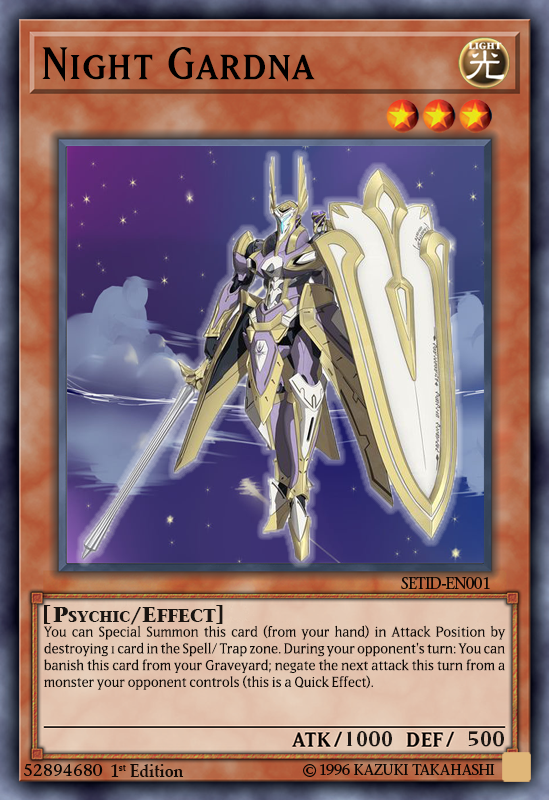 Night Gardna
LIGHT
光
SETID-EN001
[Psychic/Effect]
You can Special Summon this card (from your hand) in Attack Position by
destroying 1 card in the Spell/ Trap zone. During your opponent's turn: You can
banish this card from your Graveyard; negate the next attack this turn from a
monster your opponent controls (this is a Quick Effect).
ATK/1000 DEF/ 500
52894680 1st Edition © 1996 KAZUKI TAKAHASHI